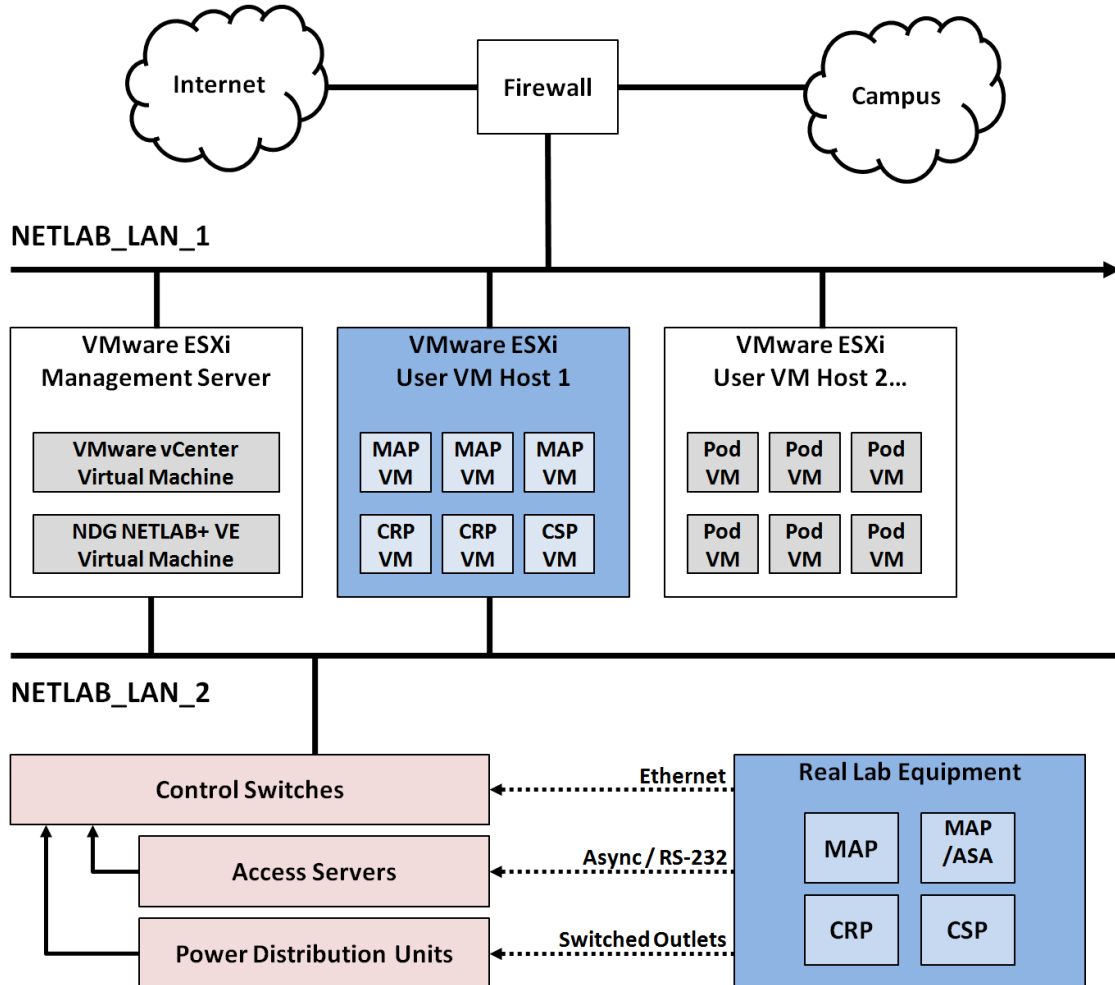 Internet
Firewall
Campus
NETLAB_LAN_1
VMware ESXi
Management Server
VMware vCenter
Virtual Machine
NDG NETLAB+ VE
Virtual Machine
VMware ESXi
User VM Host 1
MAP
VM
MAP
VM
MAP
VM
CRP
VM
CRP
VM
CSP
VM
VMware ESXi
User VM Host 2...
Pod
VM
Pod
VM
Pod
VM
Pod
VM
Pod
VM
Pod
VM
NETLAB_LAN_2
Control Switches
Access Servers
Power Distribution Units
Ethernet
Async / RS-232
Switched Outlets
Real Lab Equipment
MAP
MAP
/ASA
CRP
CSP